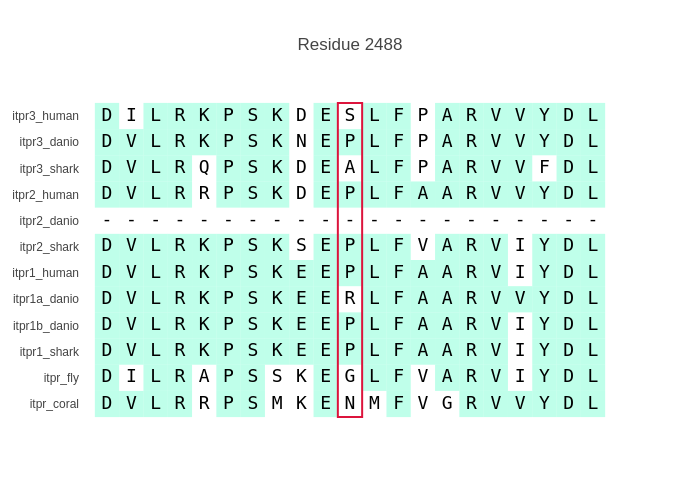 Residue 2488
itpr3_human D I L R K P S K D E S L F P A R V V Y D L
itpr3_danio D V L R K P S K N E P L F P A R V V Y D L
itpr3_shark D V L R Q P S K D E A L F P A R V V F D L
itpr2_human D V L R R P S K D E P L F A A R V V Y D L
itpr2_danio - - - - - - - - - - - - - - - - - - - - -
itpr2_shark D V L R K P S K S E P L F V A R V I Y D L
itpr1_human D V L R K P S K E E P L F A A R V I Y D L
itpr1a_danio D V L R K P S K E E R L F A A R V V Y D L
itpr1b_danio D V L R K P S K E E P L F A A R V I Y D L
itpr1_shark D V L R K P S K E E P L F A A R V I Y D L
itpr_fly D I L R A P S S K E G L F V A R V I Y D L
itpr_coral D V L R R P S M K E N M F V G R V V Y D L